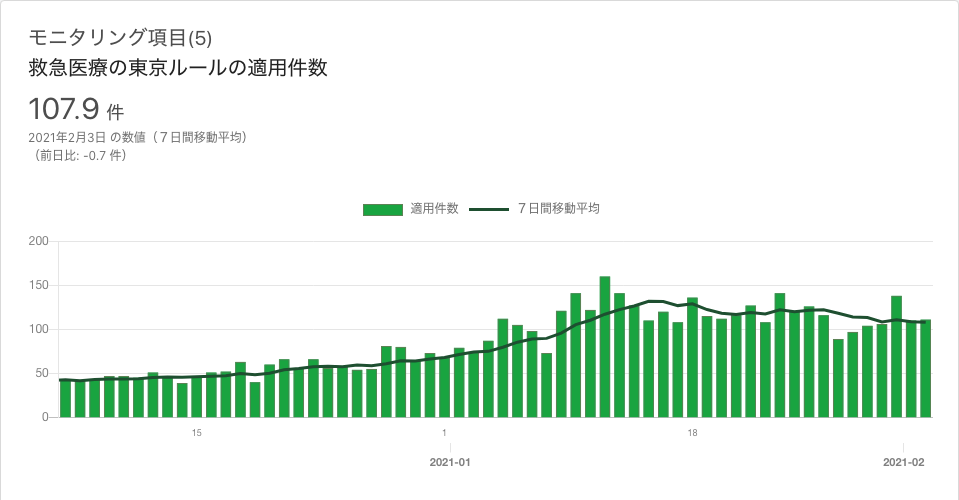 モニタリング項目(5)
救急医療の東京ルールの適用件数
107.9 件
2021年2月3日 の数値（７日間移動平均）
（前日比: -0.7 件）
適用件数 ７日間移動平均
200
150
100
50
0
15 1 18
2021-01 2021-02